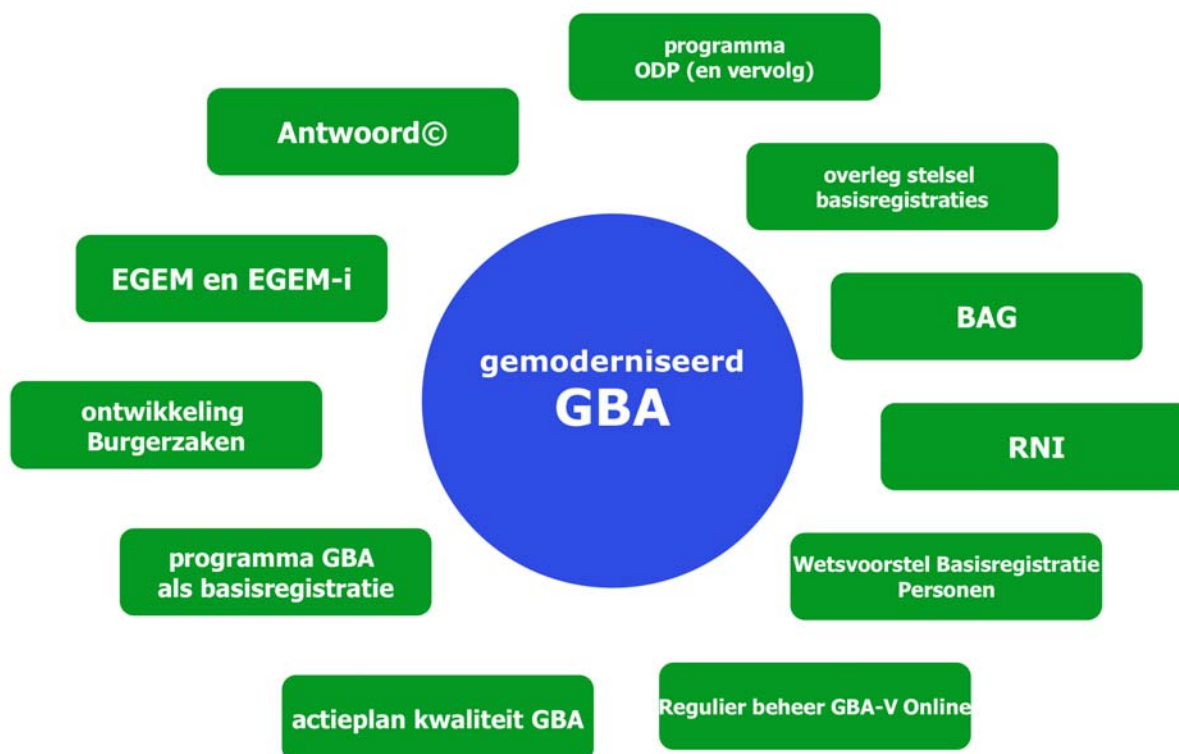 programma
ODP (en vervolg)
Antwoord©
overleg stelsel
basisregistraties
EGEM en EGEM-i
BAG
gemoderniseerd
GBA
ontwikkeling
Burgerzaken
RNI
programma GBA
als basisregistratie
Wetsvoorstel Basisregistratie
Personen
actieplan kwaliteit GBA
Regulier beheer GBA-V Online